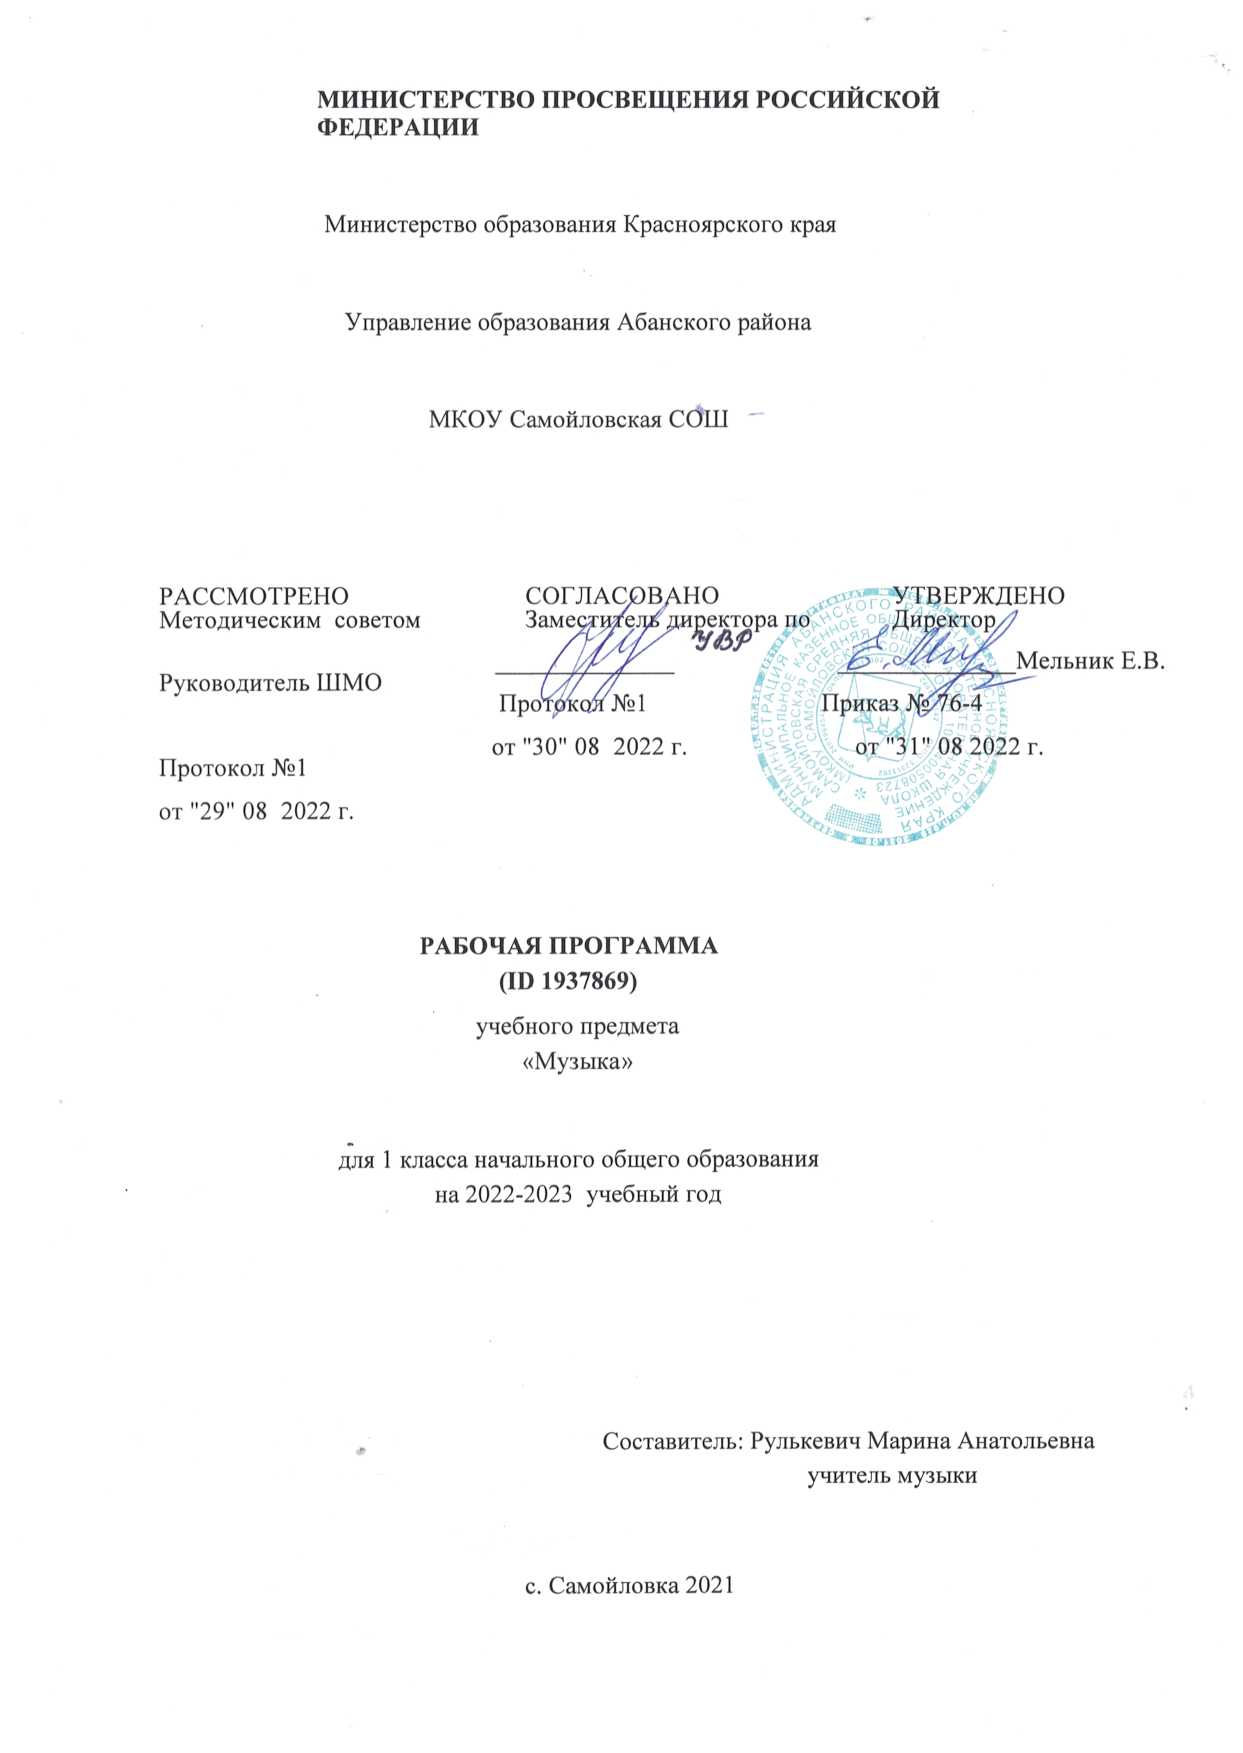 МИНИСТЕРСТВО ПРОСВЕЩЕНИЯ РОССИЙСКОЙ
ФЕДЕРАЦИИ
Министерство образования Красноярского края
Управление образования Абанского района
МКОУ Самойловская СОШ
РАССМОТРЕНО
Методическим советом
Руководитель ШМО
Протокол №1
от "29" 08 2022 г.
СОГЛАСОВАНО
Заместитель директора по
УВР
Протокол №1
от "30" 08 2022 г.
УТВЕРЖДЕНО
Директор
Мельник Е.В.
Приказ № 76-4
от "31" 08 2022 г.
РАБОЧАЯ ПРОГРАММА
(ID 1937869)
учебного предмета
«Музыка»
для 1 класса начального общего образования
на 2022-2023 учебный год
Составитель: Рулькевич Марина Анатольевна
учитель музыки
с. Самойловка 2021